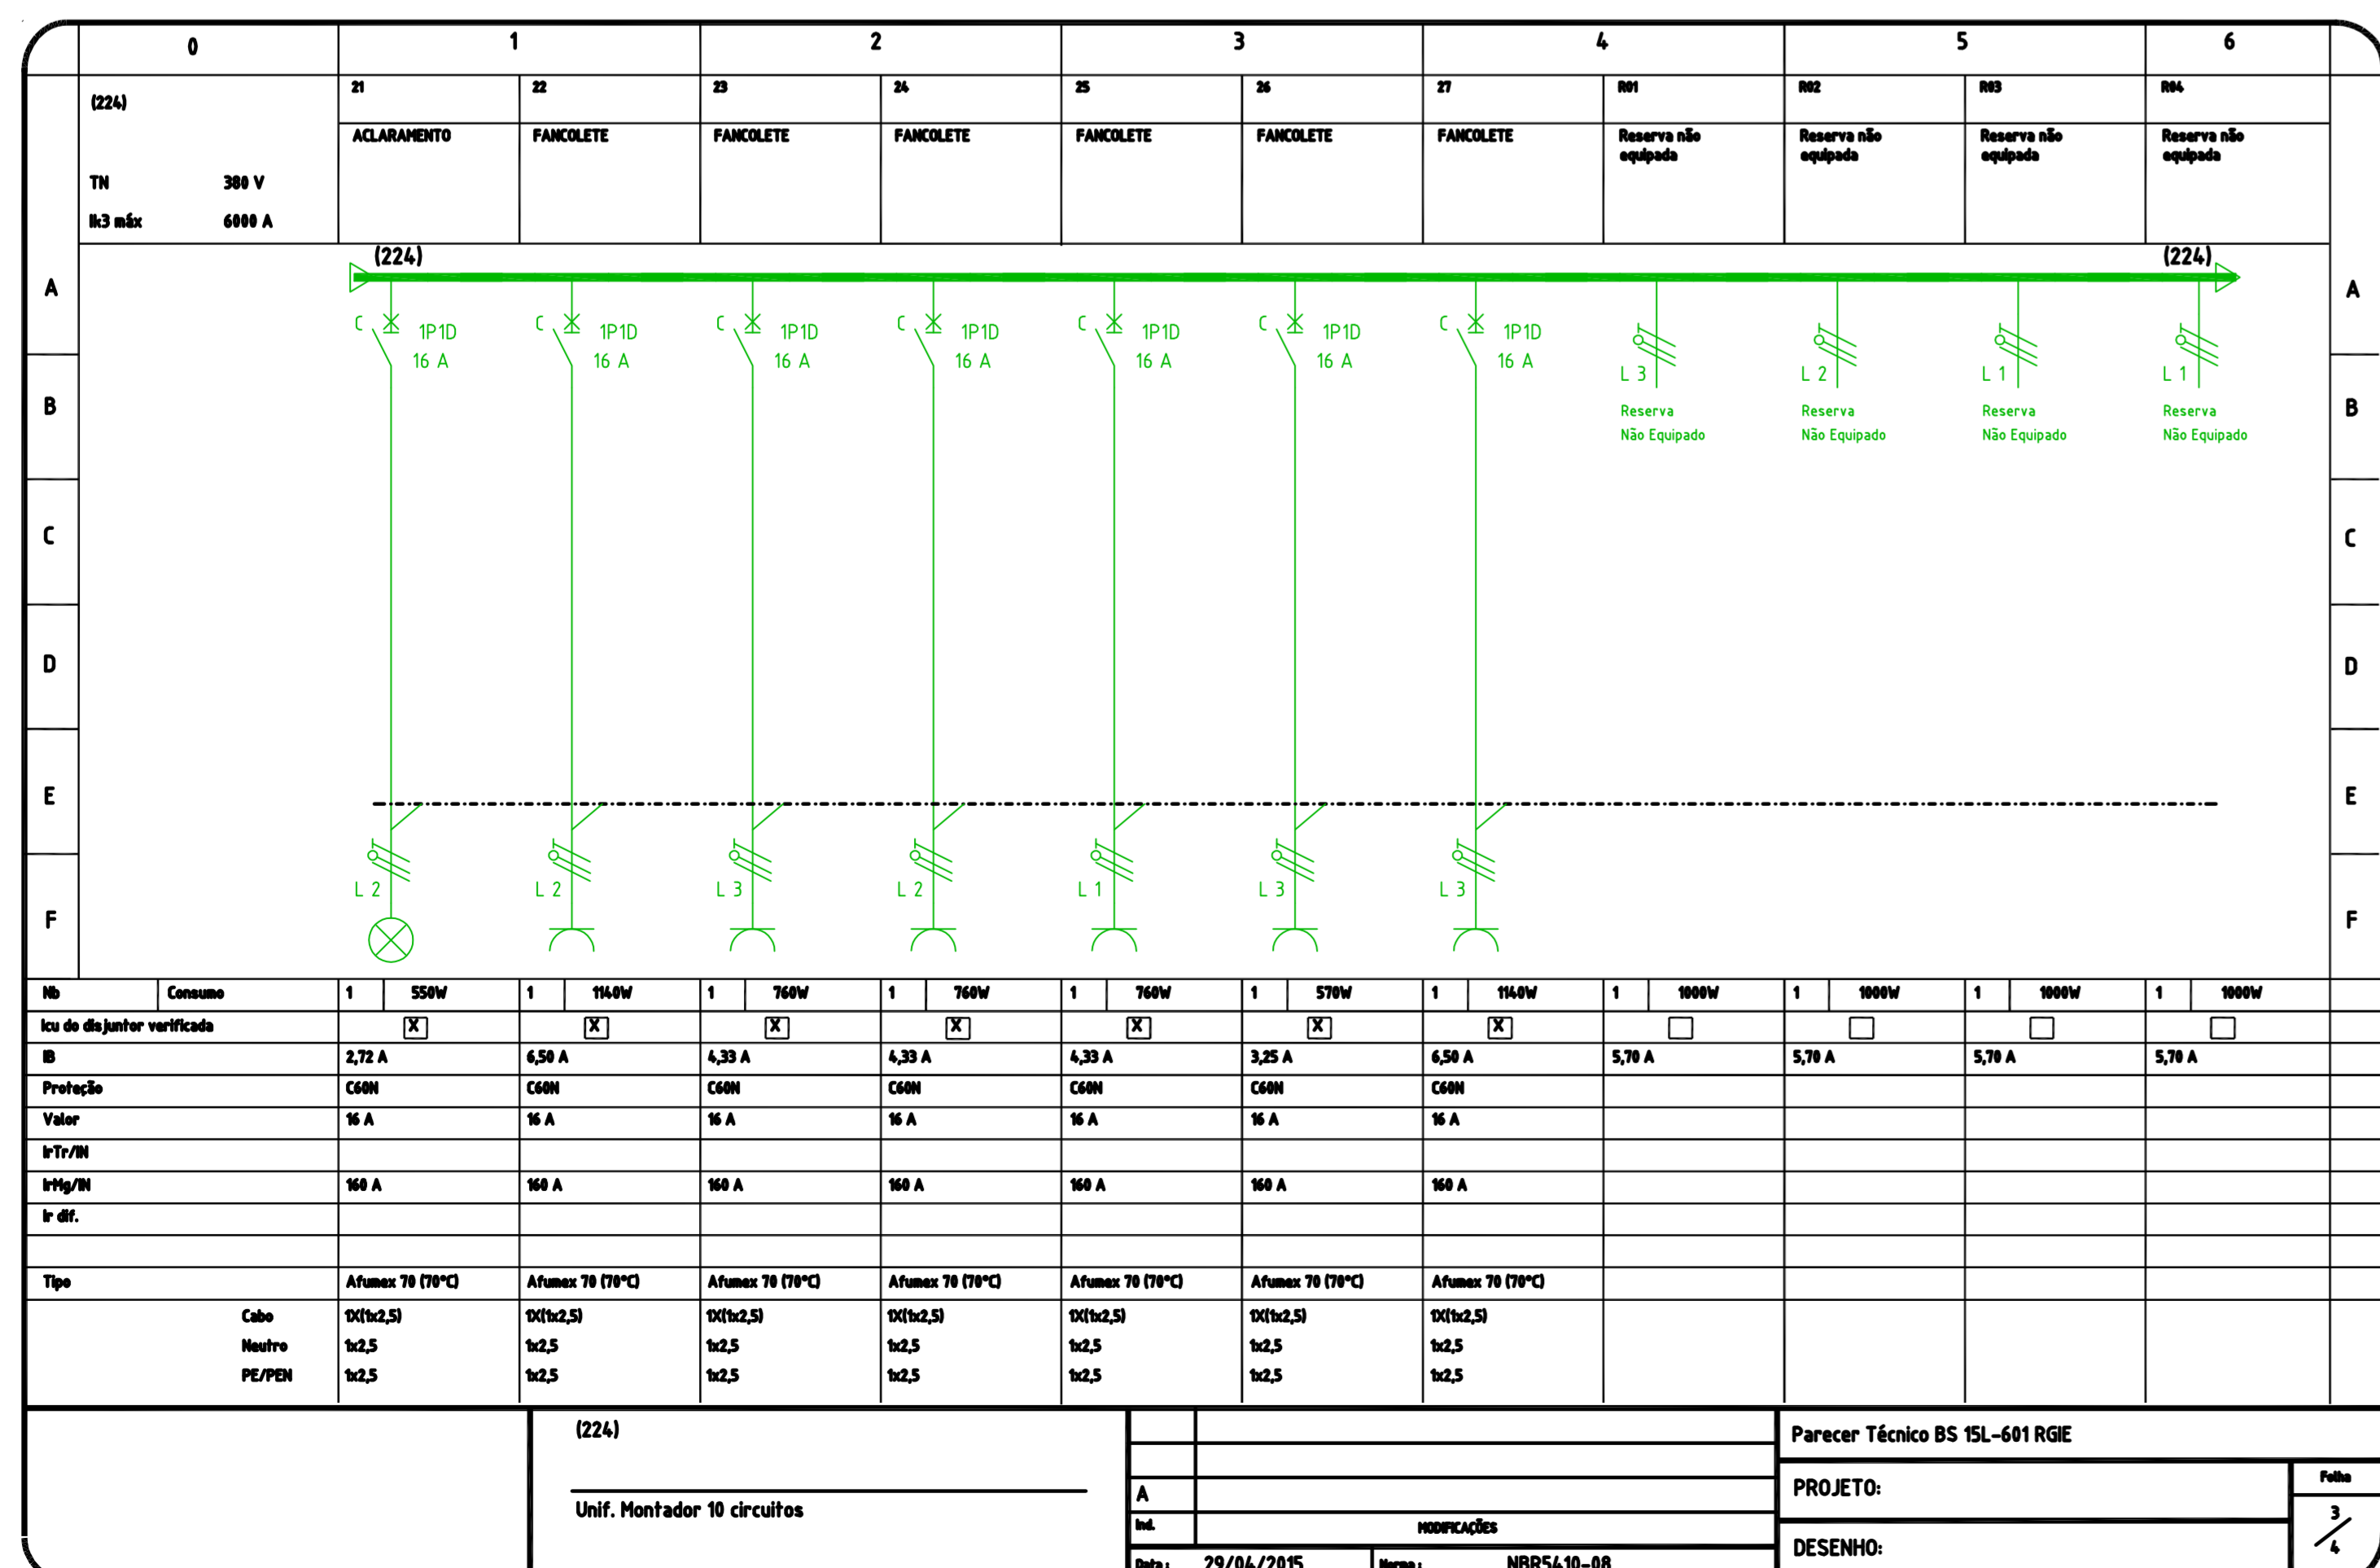 0 1 2 3 4 5 6
(224) 21 22 23 24 25 26 27 R01 R02 R03 R04
ACLARAMENTO FANCOLETE FANCOLETE FANCOLETE FANCOLETE FANCOLETE FANCOLETE Reserva não Reserva não Reserva não Reserva não
equipada equipada equipada equipada
TN 380 V
Ik3 máx 6000 A
(224) (224)
A A
C 1P1D C 1P1D C 1P1D C 1P1D C 1P1D C 1P1D C 1P1D
16 A 16 A 16 A 16 A 16 A 16 A 16 A
L 3 L 2 L 1 L 1
B Reserva Reserva Reserva Reserva B
Não Equipado Não Equipado Não Equipado Não Equipado
C C
D D
E E
L 2 L 2 L 3 L 2 L 1 L 3 L 3
F F
Nb Consumo 1 550W 1 1140W 1 760W 1 760W 1 760W 1 570W 1 1140W 1 1000W 1 1000W 1 1000W 1 1000W
Icu do disjuntor verificada X X X X X X X
IB 2,72 A 6,50 A 4,33 A 4,33 A 4,33 A 3,25 A 6,50 A 5,70 A 5,70 A 5,70 A 5,70 A
Proteção C60N C60N C60N C60N C60N C60N C60N
Valor 16 A 16 A 16 A 16 A 16 A 16 A 16 A
IrTr/IN
IrMg/IN 160 A 160 A 160 A 160 A 160 A 160 A 160 A
Ir dif.
Tipo Afumex 70 (70°C) Afumex 70 (70°C) Afumex 70 (70°C) Afumex 70 (70°C) Afumex 70 (70°C) Afumex 70 (70°C) Afumex 70 (70°C)
Cabo 1X(1x2,5) 1X(1x2,5) 1X(1x2,5) 1X(1x2,5) 1X(1x2,5) 1X(1x2,5) 1X(1x2,5)
Neutro 1x2,5 1x2,5 1x2,5 1x2,5 1x2,5 1x2,5 1x2,5
PE/PEN 1x2,5 1x2,5 1x2,5 1x2,5 1x2,5 1x2,5 1x2,5
(224)
Unif. Montador 10 circuitos
A
Ind. MODIFICAÇÕES
Data : 29/04/2015 Norma : NBR5410-08
Parecer Técnico BS 15L-601 RGIE
PROJETO:
DESENHO:
Folha
3/4